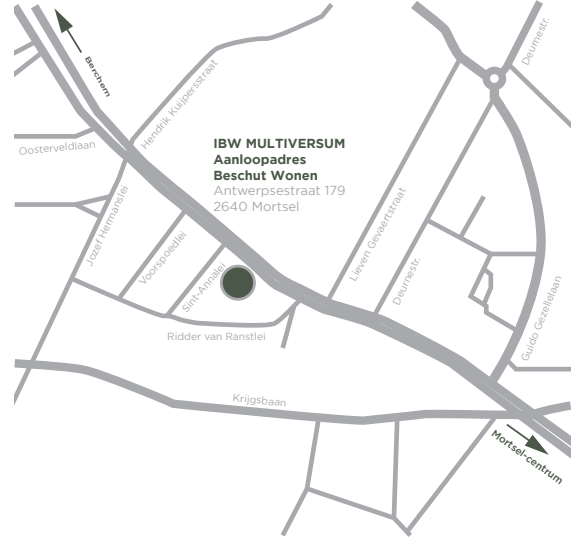 Berchem
Deurnestr.
Hendrik Kuijpersstraat
Oosterveldlaan
IBW MULTIVERSUM
Aanloopadres
Beschut Wonen
Antwerpsestraat 179
2640 Mortsel
Jozef Hermanslei
Voorspoedlei
Sint-Annalei
Lieven Gevaertstraat
Deurnestr.
Guido Gezellelaan
Ridder van Ranstlei
Krijgsbaan
Mortsel-centrum